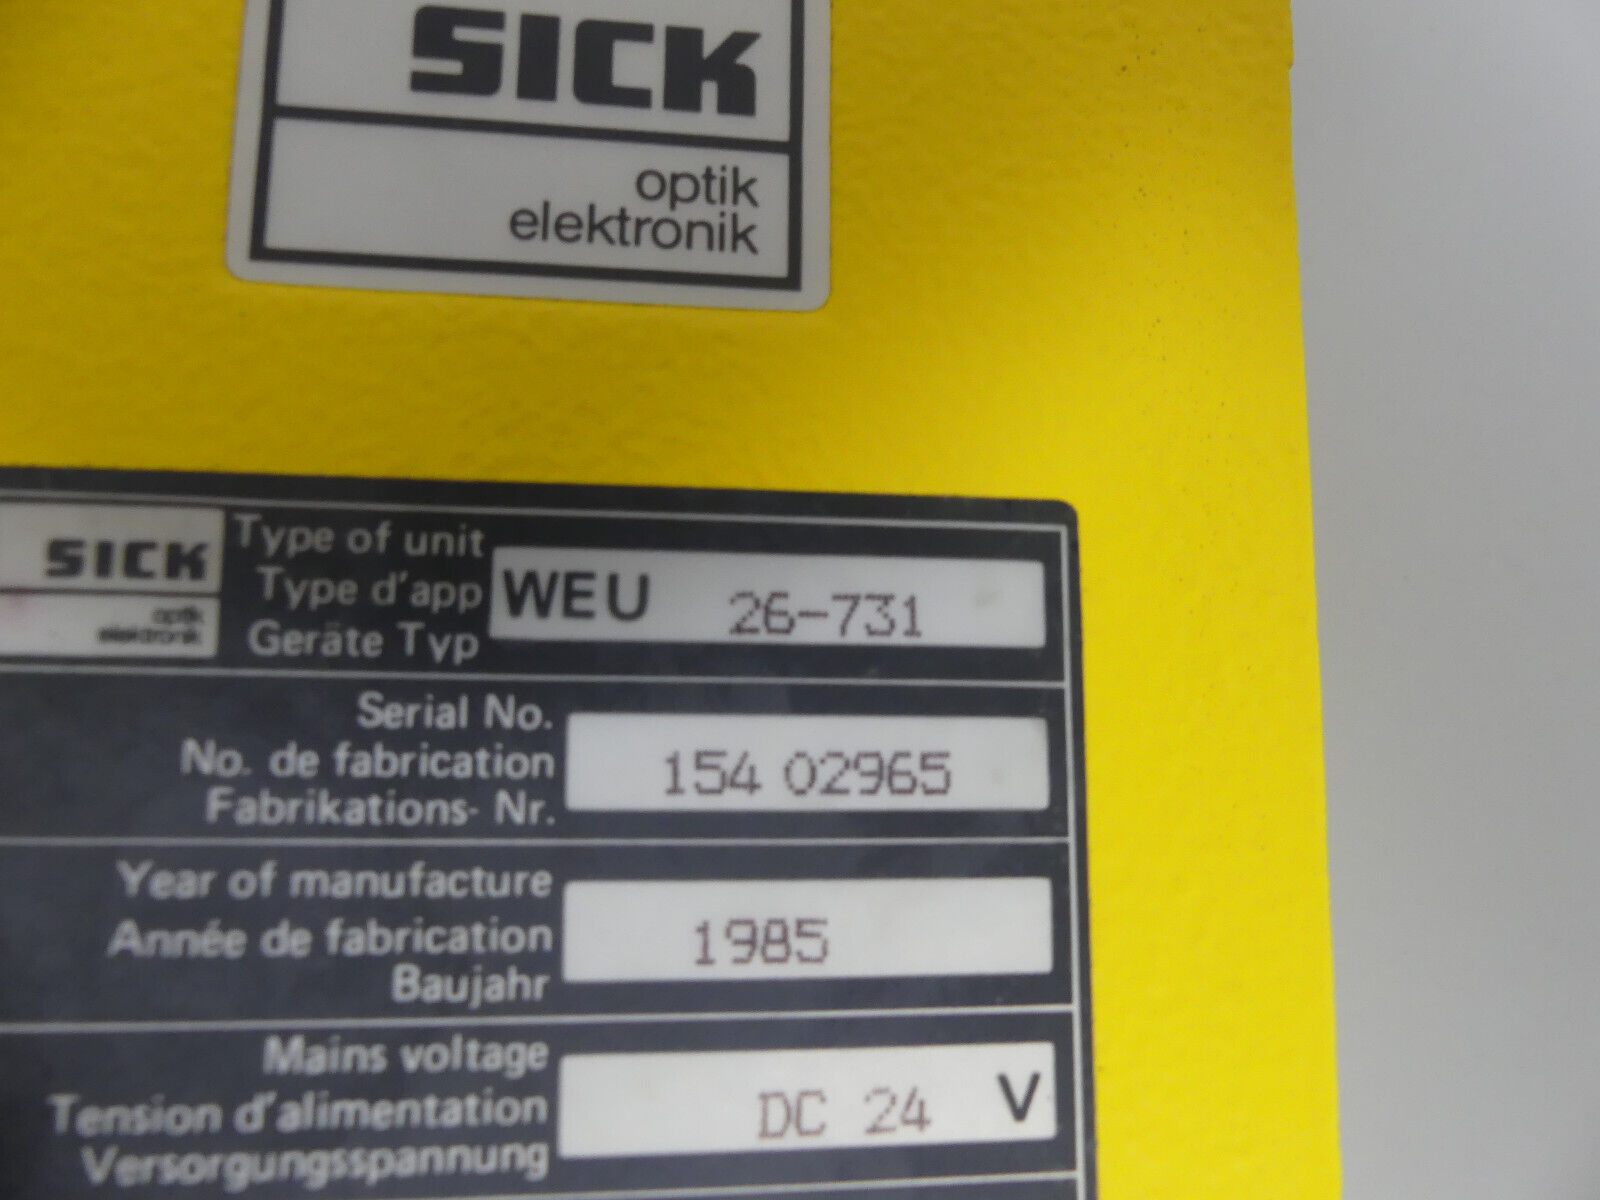 SICK
optik
elektronik
SICK
optik
elektronik
Type of unit
Type d'app
Geräte Typ
WEU 26-731
Serial No.
No. de fabrication
Fabrikations- Nr.
154 02965
Year of manufacture
Année de fabrication
Baujahr
1985
Mains voltage
Tension d'alimentation
Versorgungsspannung
DC 24 V